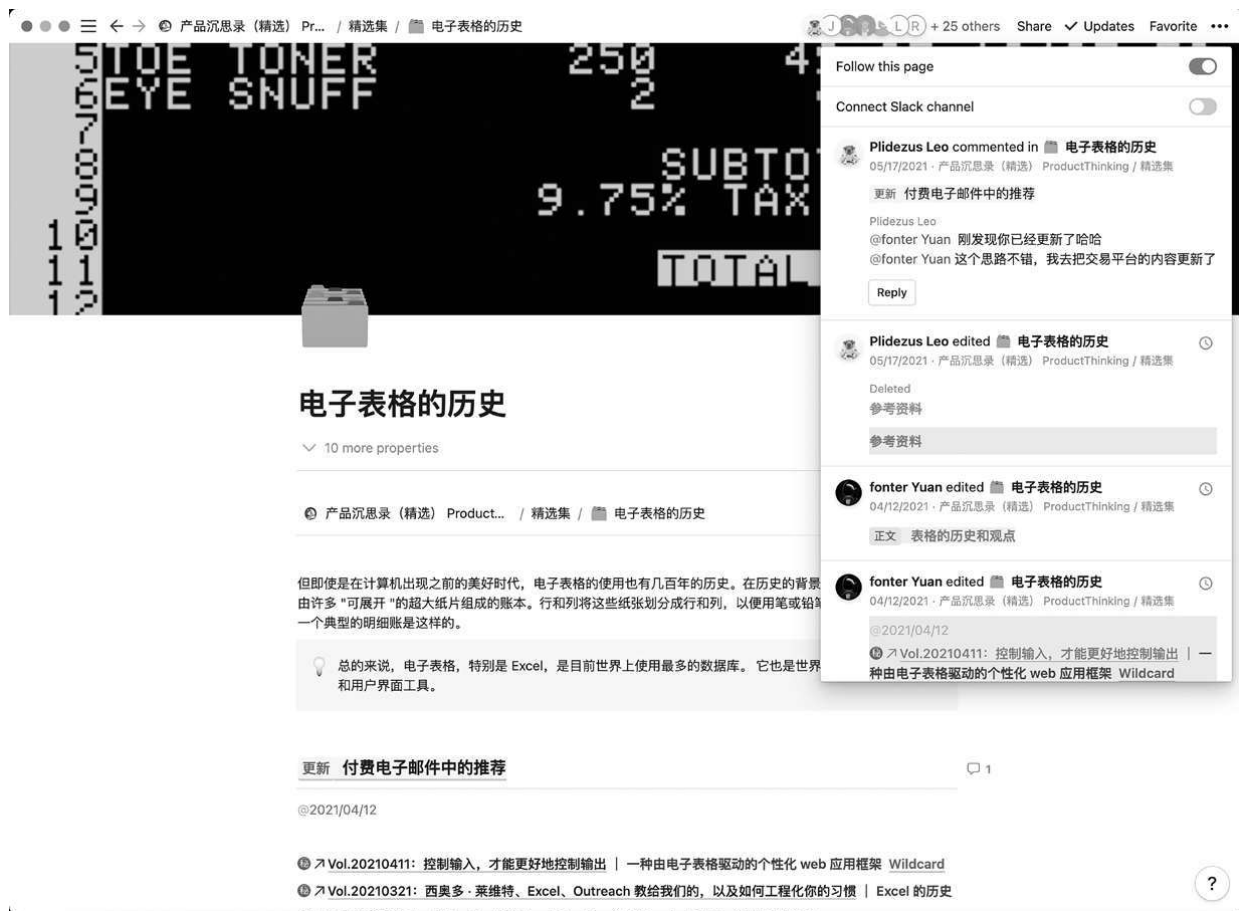 产品沉思录（精选） Pr... / 精选集 / 电子表格的历史
J L R + 25 others Share Updates Favorite •••
5 TOE TONER 250
6 EYE SNUFF 2
7
8 SUBTO
9 9.75% TAX
10
11 TOTAL
12
电子表格的历史
10 more properties
产品沉思录（精选） Product... / 精选集 / 电子表格的历史
但即使是在计算机出现之前的美好时代，电子表格的使用也有几百年的历史。在历史的背景
由许多 "可展开 "的超大纸片组成的账本。行和列将这些纸张划分成行和列，以便用笔或铅
一个典型的明细账是这样的。
总的来说，电子表格，特别是 Excel，是目前世界上使用最多的数据库。 它也是世界
和用户界面工具。
更新 付费电子邮件中的推荐
1
@2021/04/12
Vol.20210411：控制输入，才能更好地控制输出 | 一种由电子表格驱动的个性化 web 应用框架 Wildcard
Vol.20210321：西奥多 · 莱维特、Excel、Outreach 教给我们的，以及如何工程化你的习惯 | Excel 的历史
Follow this page
Connect Slack channel
Plidezus Leo commented in 电子表格的历史
05/17/2021 · 产品沉思录（精选） ProductThinking / 精选集
更新 付费电子邮件中的推荐
Plidezus Leo
@fonter Yuan 刚发现你已经更新了哈哈
@fonter Yuan 这个思路不错，我去把交易平台的内容更新了
Reply
Plidezus Leo edited 电子表格的历史
05/17/2021 · 产品沉思录（精选） ProductThinking / 精选集
Deleted
参考资料
参考资料
fonter Yuan edited 电子表格的历史
04/12/2021 · 产品沉思录（精选） ProductThinking / 精选集
正文 表格的历史和观点
fonter Yuan edited 电子表格的历史
04/12/2021 · 产品沉思录（精选） ProductThinking / 精选集
@2021/04/12
Vol.20210411：控制输入，才能更好地控制输出 | 一
种由电子表格驱动的个性化 web 应用框架 Wildcard
?